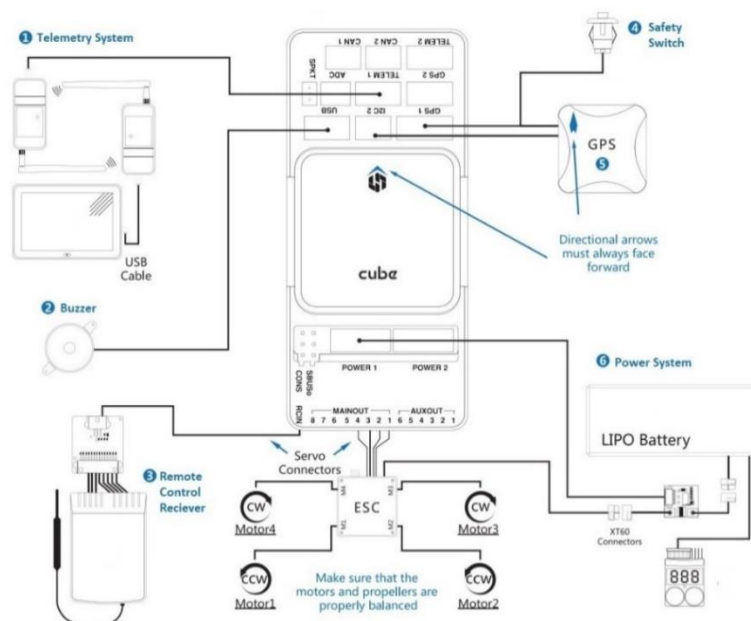 1 Telemetry System
USB
Cable
2 Buzzer
3 Remote
Control
Reciever
CAN 1
CAN 2
TELEM 2
SPKT
ADC
TELEM 1
GPS 2
USB
I2C 2
GPS 1
cube
POWER 1
POWER 2
CONS
SBUSo
RCIN
MAINOUT
AUXOUT
8 7 6 5 4 3 2 1
6 5 4 3 2 1
Servo
Connectors
4 Safety
Switch
GPS
5
Directional arrows
must always face
forward
6 Power System
LIPO Battery
XT60
Connectors
888
ESC
M4
M3
M1
M2
CW
Motor4
CW
Motor3
CCW
Motor1
CCW
Motor2
Make sure that the
motors and propellers are
properly balanced